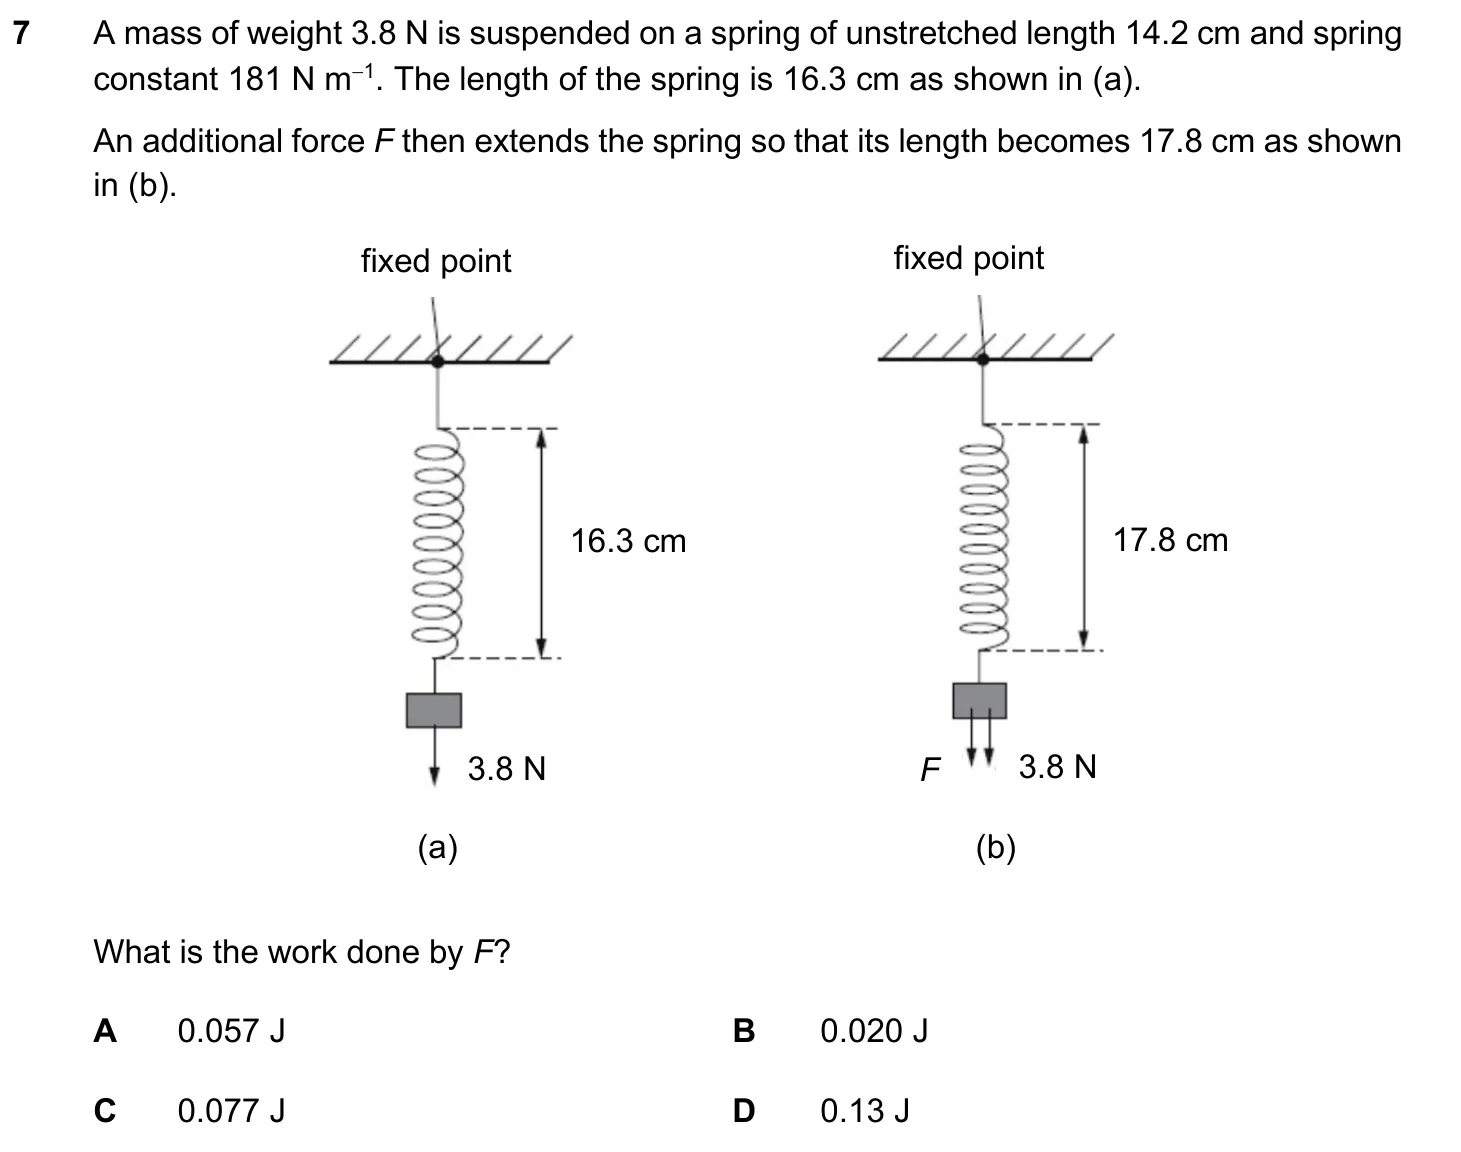 7 A mass of weight 3.8 N is suspended on a spring of unstretched length 14.2 cm and spring
constant 181 N m⁻¹. The length of the spring is 16.3 cm as shown in (a).
An additional force F then extends the spring so that its length becomes 17.8 cm as shown
in (b).
fixed point fixed point
16.3 cm 17.8 cm
3.8 N F 3.8 N
(a) (b)
What is the work done by F?
A 0.057 J B 0.020 J
C 0.077 J D 0.13 J